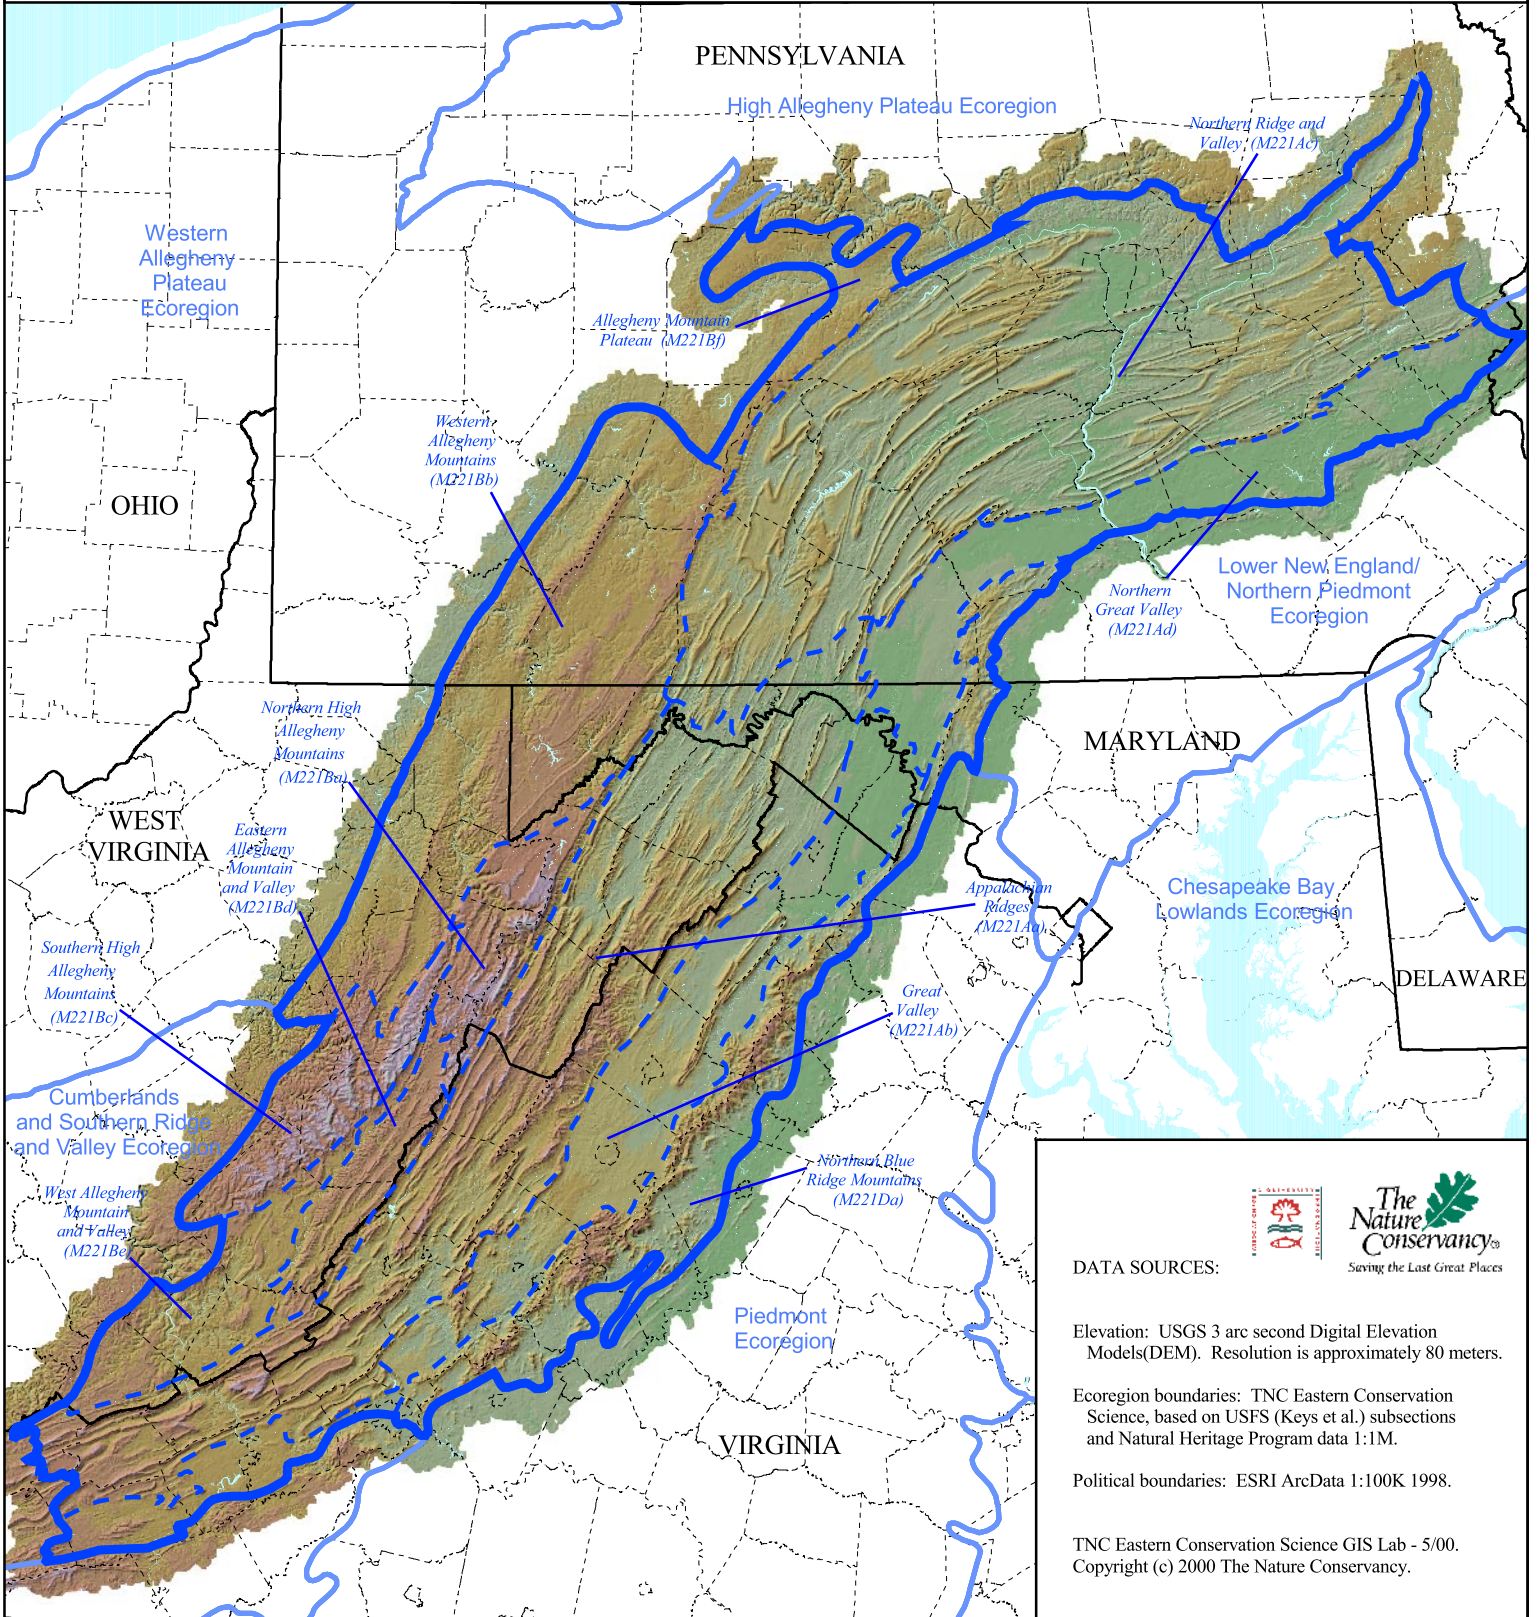 PENNSYLVANIA
High Allegheny Plateau Ecoregion
Northern Ridge and
Valley (M221Ac)
Western
Allegheny
Plateau
Ecoregion
Allegheny Mountain
Plateau (M221Bf)
Western
Allegheny
Mountains
(M221Bb)
OHIO
Lower New England/
Northern Piedmont
Ecoregion
Northern
Great Valley
(M221Ad)
Northern High
Allegheny
Mountains
(M221Ba)
MARYLAND
WEST
VIRGINIA
Eastern
Allegheny
Mountain
and Valley
(M221Bd)
Appalachian
Ridges
(M221Aa)
Chesapeake Bay
Lowlands Ecoregion
Southern High
Allegheny
Mountains
(M221Bc)
DELAWARE
Great
Valley
(M221Ab)
Cumberlands
and Southern Ridge
and Valley Ecoregion
Northern Blue
Ridge Mountains
(M221Da)
West Allegheny
Mountain
and Valley
(M221Be)
Piedmont
Ecoregion
VIRGINIA
The
Nature
Conservancy
Saving the Last Great Places
DATA SOURCES:
Elevation: USGS 3 arc second Digital Elevation
Models(DEM). Resolution is approximately 80 meters.
Ecoregion boundaries: TNC Eastern Conservation
Science, based on USFS (Keys et al.) subsections
and Natural Heritage Program data 1:1M.
Political boundaries: ESRI ArcData 1:100K 1998.
TNC Eastern Conservation Science GIS Lab - 5/00.
Copyright (c) 2000 The Nature Conservancy.